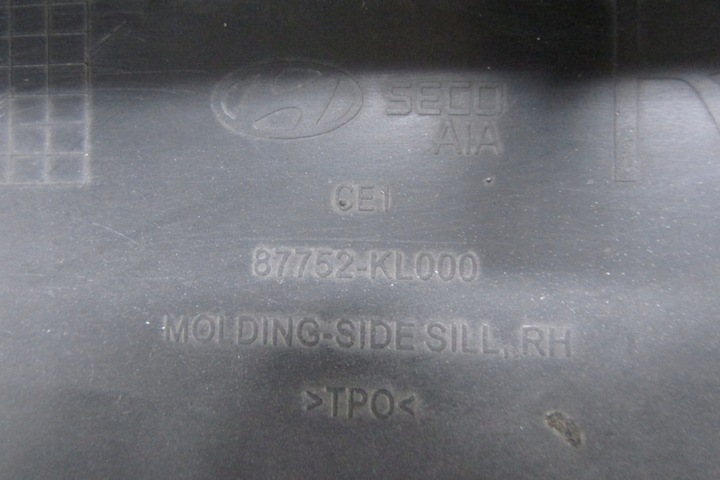 SECO
AIA
CE1
87752-KL000
MOLDING-SIDE SILL, RH
>TPO<